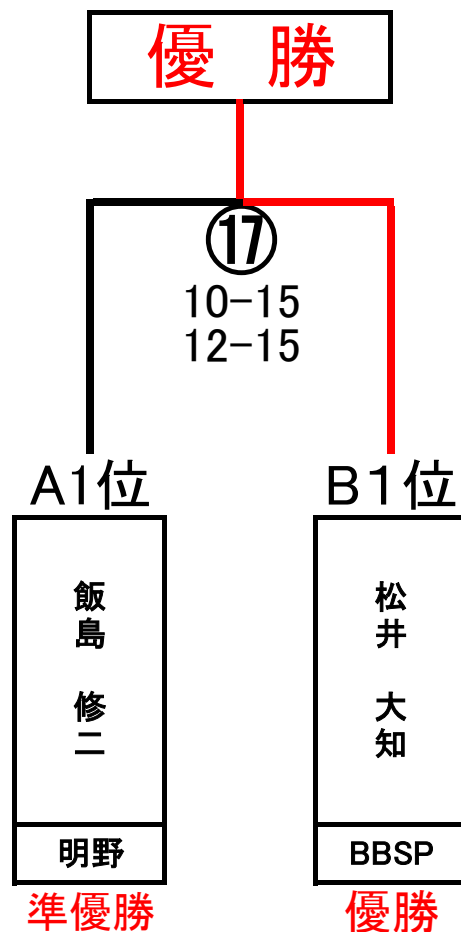 優　勝
⑰
10-15
12-15
A1位
飯島　修二
明野
準優勝
B1位
松井　大知
BBSP
優勝